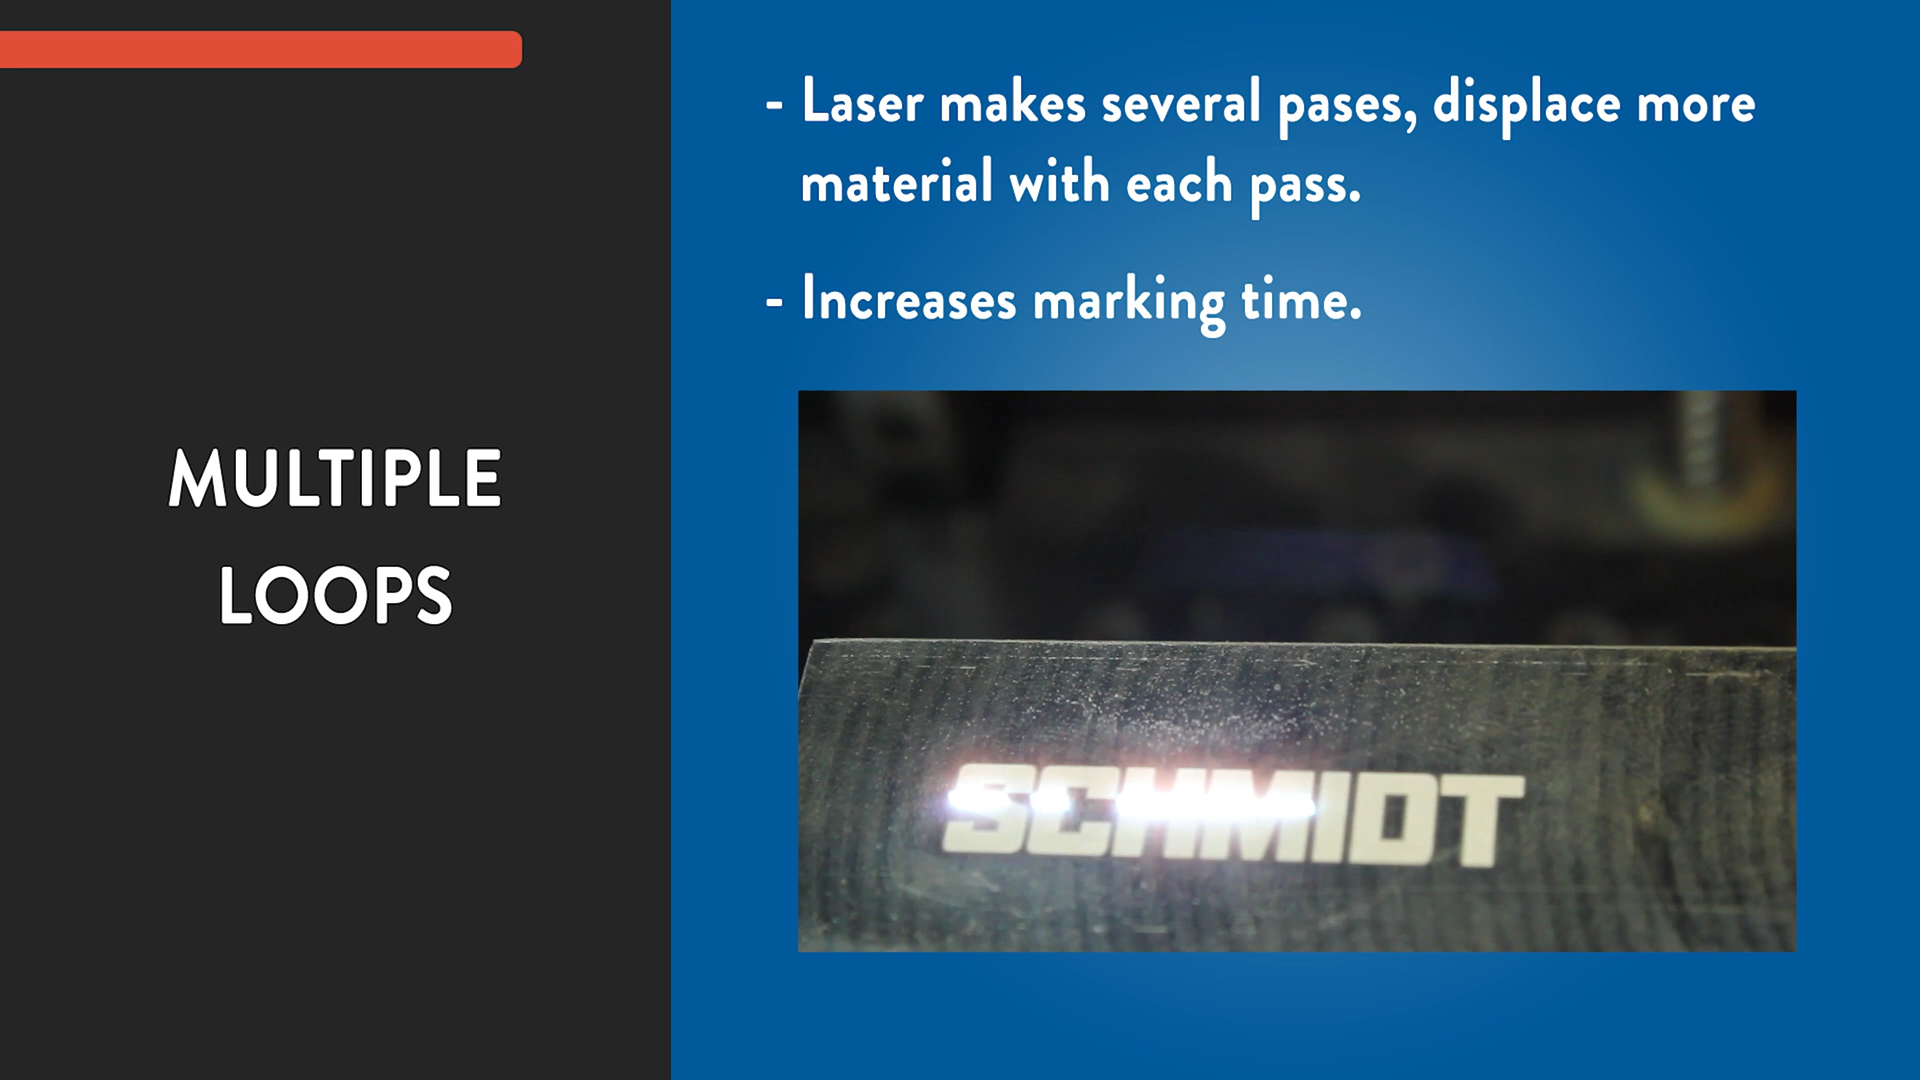 MULTIPLE
LOOPS
- Laser makes several pases, displace more
material with each pass.
- Increases marking time.
SCHMIDT